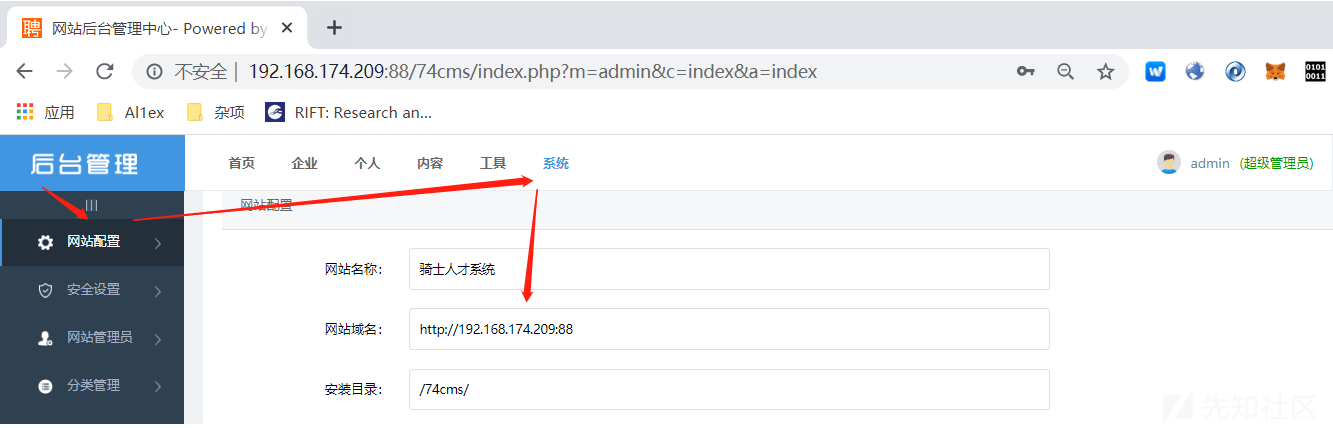 聘 网站后台管理中心- Powered by
不安全 | 192.168.174.209:88/74cms/index.php?m=admin&c=index&a=index
W 0101 0011
应用 Al1ex 杂项 RIFT: Research an...
后台管理 首页 企业 个人 内容 工具 系统 admin (超级管理员)
网站配置
网站配置
网站名称: 骑士人才系统
安全设置
网站域名: http://192.168.174.209:88
网站管理员
分类管理
安装目录: /74cms/
先知社区